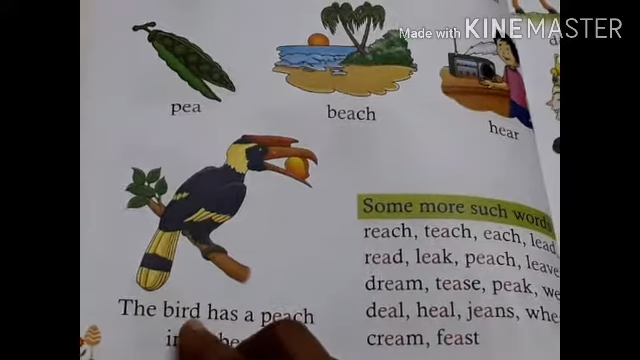 Made with KINEMASTER
pea
beach
hear
The bird has a peach
Some more such words
reach, teach, each, lead
read, leak, peach, leave
dream, tease, peak,
deal, heal, jeans,
cream, feast